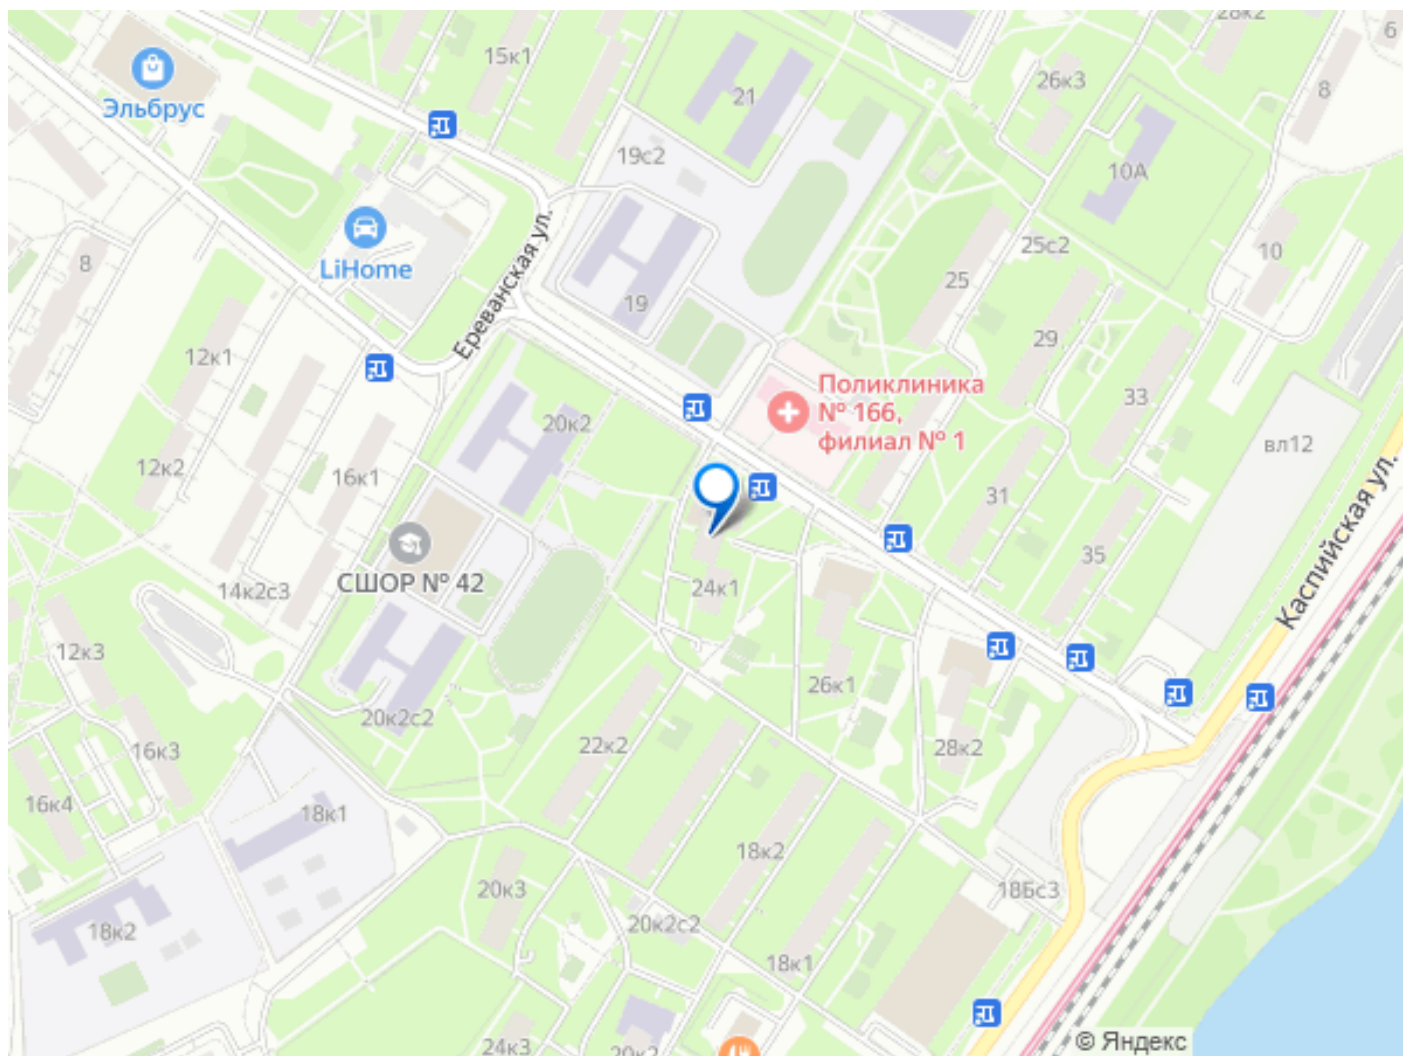 28к2
6
15к1
Эльбрус
26к3
8
21
19с2
10А
Ереванская ул.
LiHome
25с2
10
8
25
19
29
12к1
Поликлиника
№ 166,
филиал № 1
33
20к2
вл12
12к2
16к1
31
Каспийская ул.
35
СШОР № 42
14к2с3
24к1
12к3
26к1
20к2с2
22к2
28к2
16к3
16к4
18к1
18к2
18Бс3
20к3
20к2с2
18к2
18к1
24к3
20к2
© Яндекс